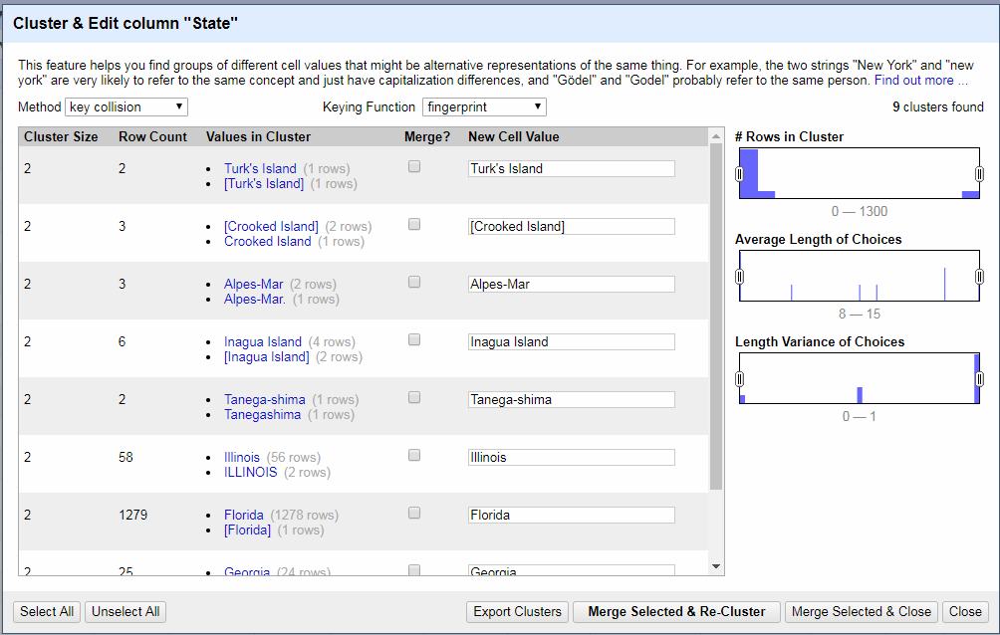 Cluster & Edit column "State"
This feature helps you find groups of different cell values that might be alternative representations of the same thing. For example, the two strings "New York" and "new
york" are very likely to refer to the same concept and just have capitalization differences, and "Gödel" and "Godel" probably refer to the same person. Find out more ...
Method key collision Keying Function fingerprint 9 clusters found
Cluster Size Row Count Values in Cluster Merge? New Cell Value
2 2 • Turk's Island (1 rows) Turk's Island
• [Turk's Island] (1 rows)
2 3 • [Crooked Island] (2 rows) [Crooked Island]
• Crooked Island (1 rows)
2 3 • Alpes-Mar (2 rows) Alpes-Mar
• Alpes-Mar. (1 rows)
2 6 • Inagua Island (4 rows) Inagua Island
• [Inagua Island] (2 rows)
2 2 • Tanega-shima (1 rows) Tanega-shima
• Tanegashima (1 rows)
2 58 • Illinois (56 rows) Illinois
• ILLINOIS (2 rows)
2 1279 • Florida (1278 rows) Florida
• [Florida] (1 rows)
2 25 • Georgia (24 rows) Georgia
# Rows in Cluster
0 — 1300
Average Length of Choices
8 — 15
Length Variance of Choices
0 — 1
Select All Unselect All Export Clusters Merge Selected & Re-Cluster Merge Selected & Close Close